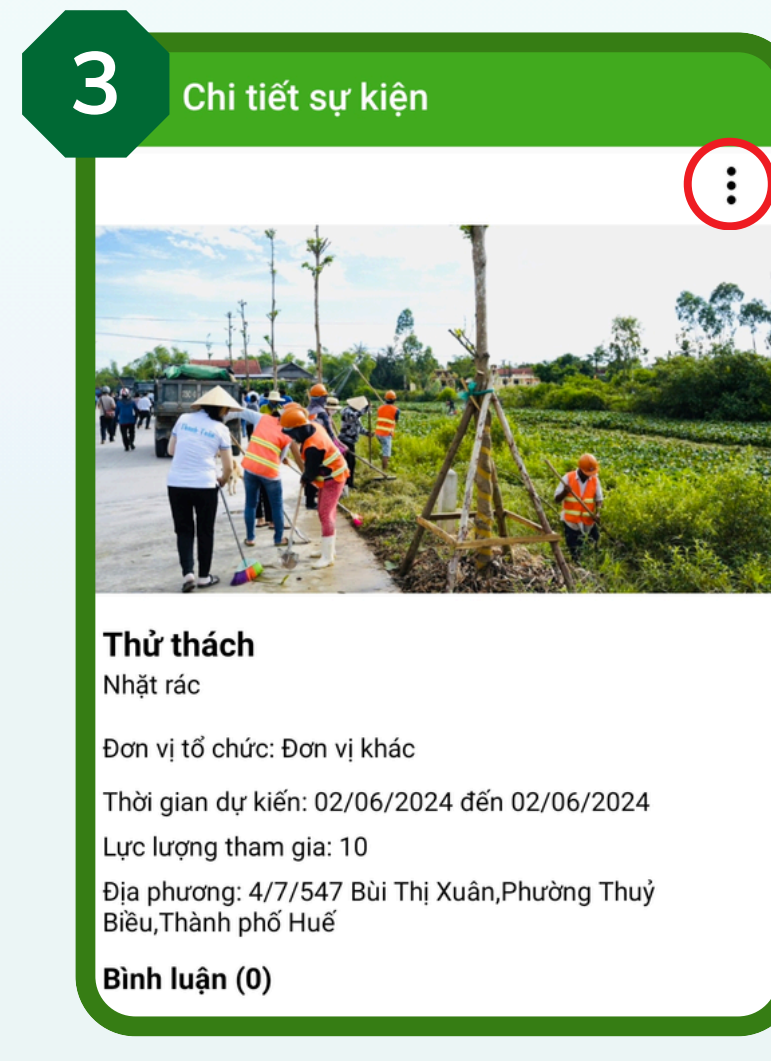 3
Chi tiết sự kiện
Thanh Toàn
Thử thách
Nhặt rác
Đơn vị tổ chức: Đơn vị khác
Thời gian dự kiến: 02/06/2024 đến 02/06/2024
Lực lượng tham gia: 10
Địa phương: 4/7/547 Bùi Thị Xuân,Phường Thuỷ
Biều,Thành phố Huế
Bình luận (0)